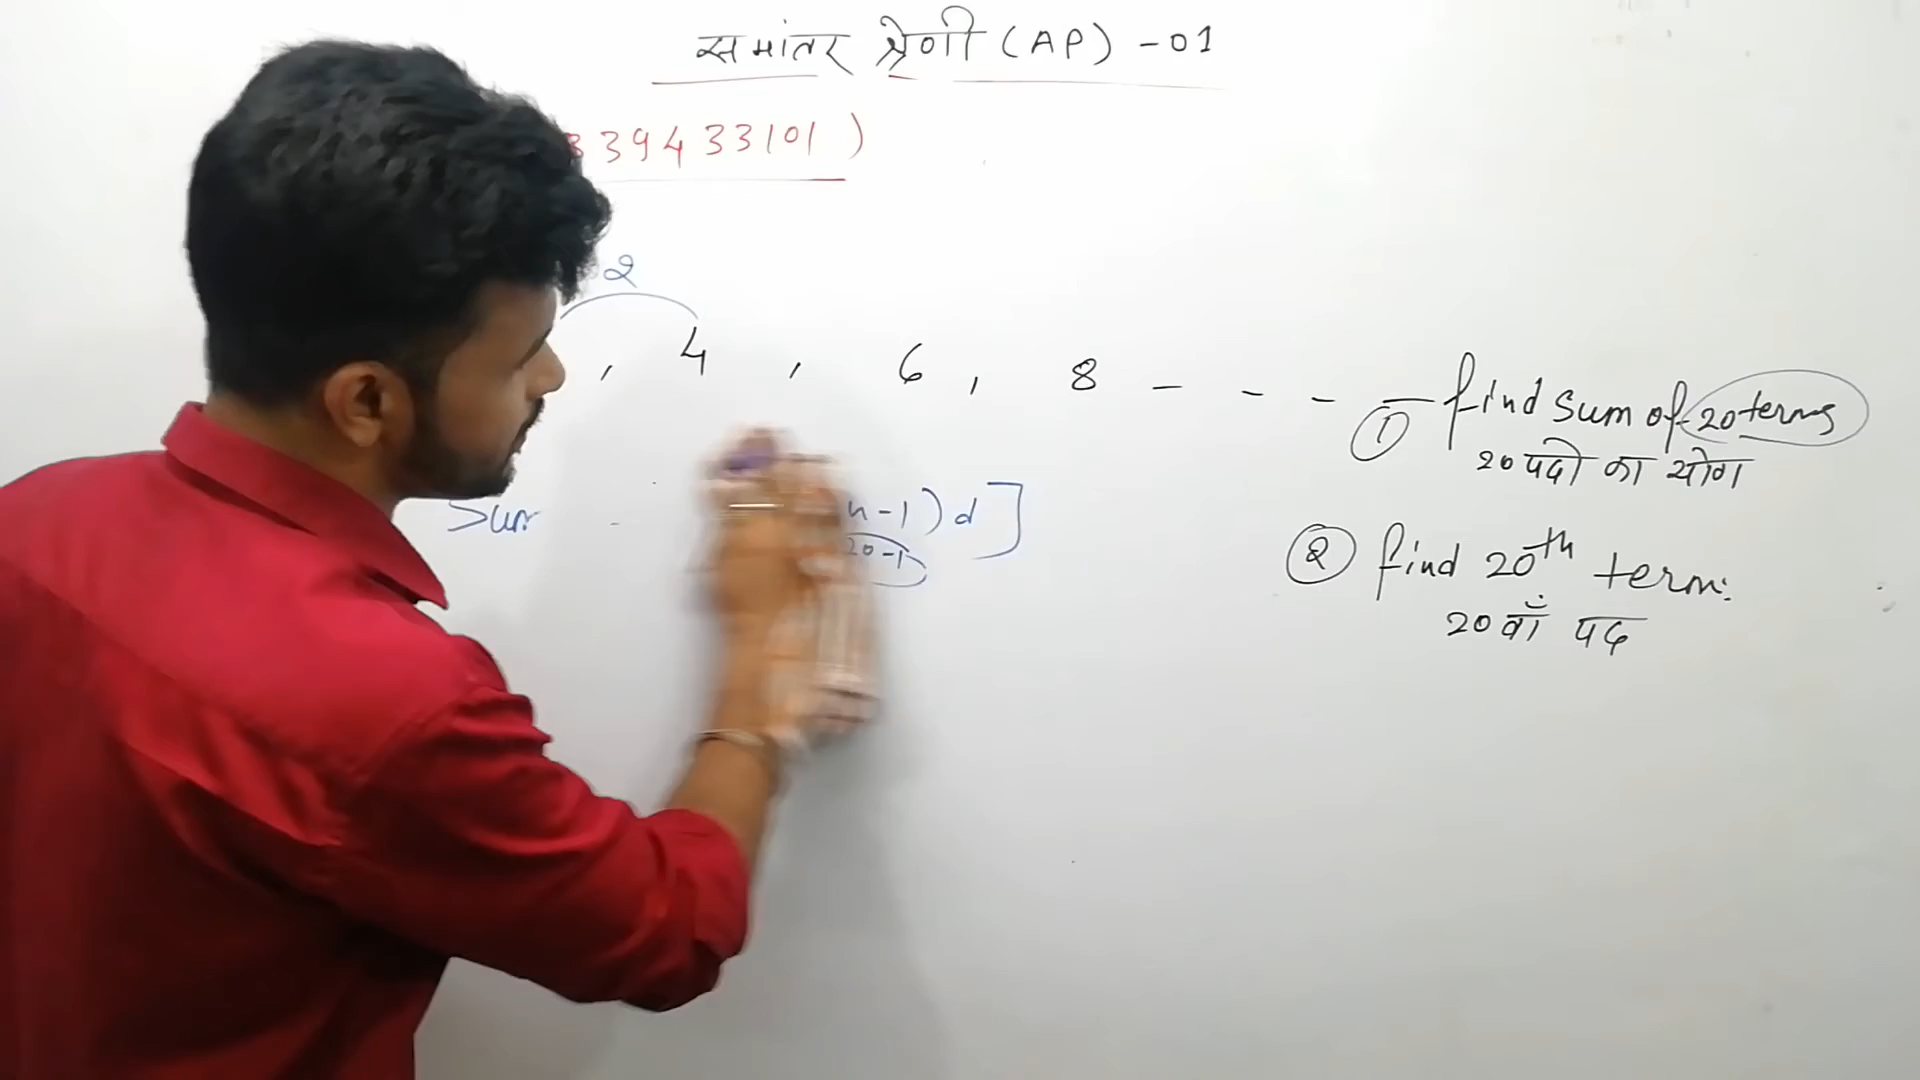 समांतर श्रेणी (AP) - 01
39433101 )
2
, 4 , 6 , 8 - - - -
① find sum of 20 terms
20 पदो का योग
Sum n-1)d]
20-1
② find 20th term:
20 वाँ पद